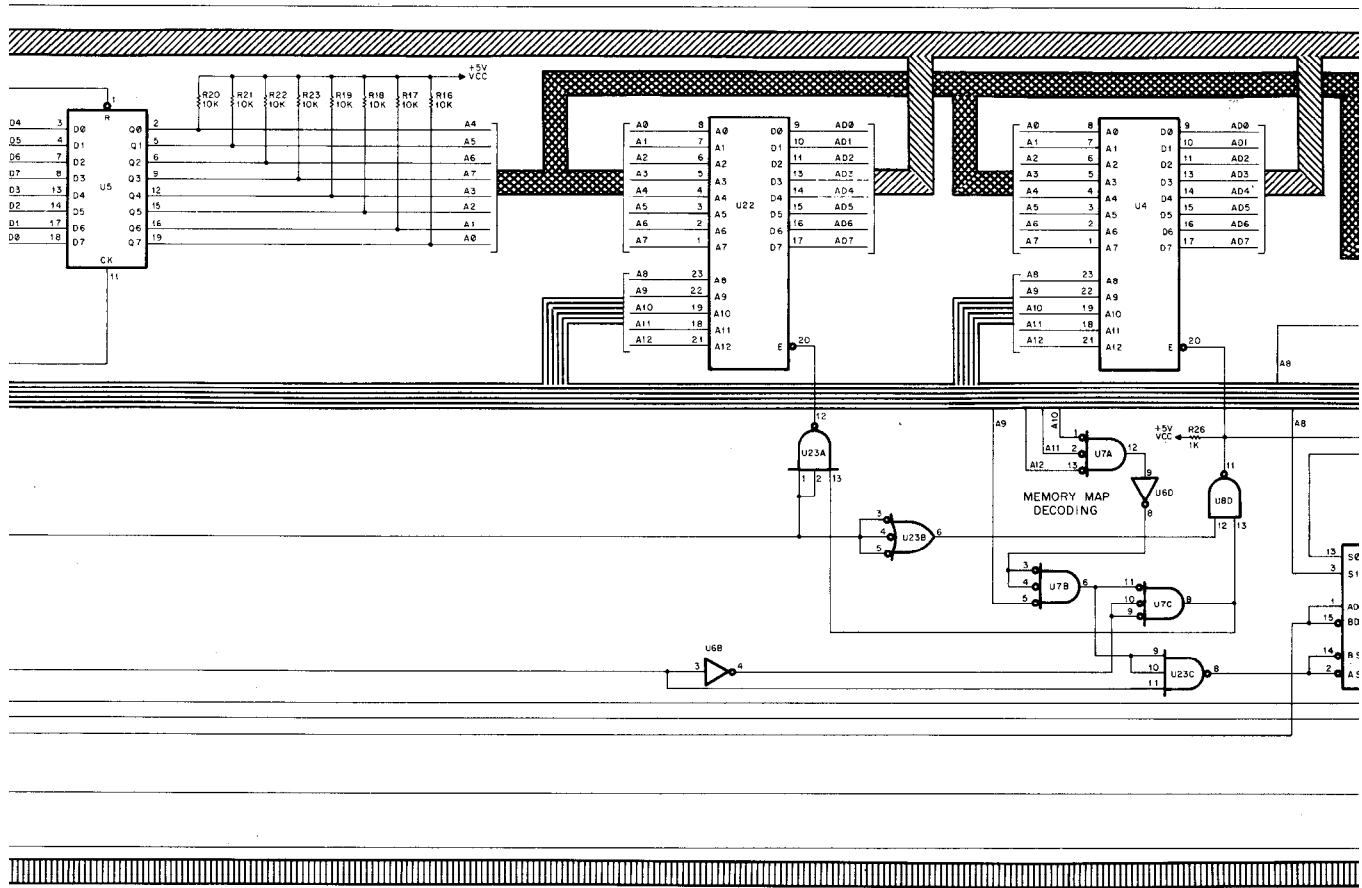 +5V
VCC
R20
10K
R21
10K
R22
10K
R23
10K
R19
10K
R18
10K
R17
10K
R16
10K
1
R
D4 3 D0 Q0 2 A4
D5 4 D1 Q1 5 A5
D6 7 D2 Q2 6 A6
D7 8 D3 Q3 9 A7
U5
D3 13 D4 Q4 12 A3
D2 14 D5 Q5 15 A2
D1 17 D6 Q6 16 A1
D0 18 D7 Q7 19 A0
CK
11
A0 8 A0 D0 9 AD0
A1 7 A1 D1 10 AD1
A2 6 A2 D2 11 AD2
A3 5 A3 D3 13 AD3
A4 4 A4 D4 14 AD4
U22
A5 3 A5 D5 15 AD5
A6 2 A6 D6 16 AD6
A7 1 A7 D7 17 AD7
A8 23 A8
A9 22 A9
A10 19 A10
A11 18 A11
A12 21 A12 E 20
A0 8 A0 D0 9 AD0
A1 7 A1 D1 10 AD1
A2 6 A2 D2 11 AD2
A3 5 A3 D3 13 AD3
A4 4 A4 D4 14 AD4
U4
A5 3 A5 D5 15 AD5
A6 2 A6 D6 16 AD6
A7 1 A7 D7 17 AD7
A8 23 A8
A9 22 A9
A10 19 A10
A11 18 A11
A12 21 A12 E 20
A8
12
U23A
1 2 13
A9
A10
A11
A12
1
2
13
U7A
12
9
U6D
8
MEMORY MAP
DECODING
+5V
VCC
R26
1K
A8
11
U8D
12 13
3
4
5
U23B
6
3
4
5
U7B
6
11
10
9
U7C
8
U6B
3 4
9
10
11
U23C
8
13 S0
3 S1
1
15
14
2